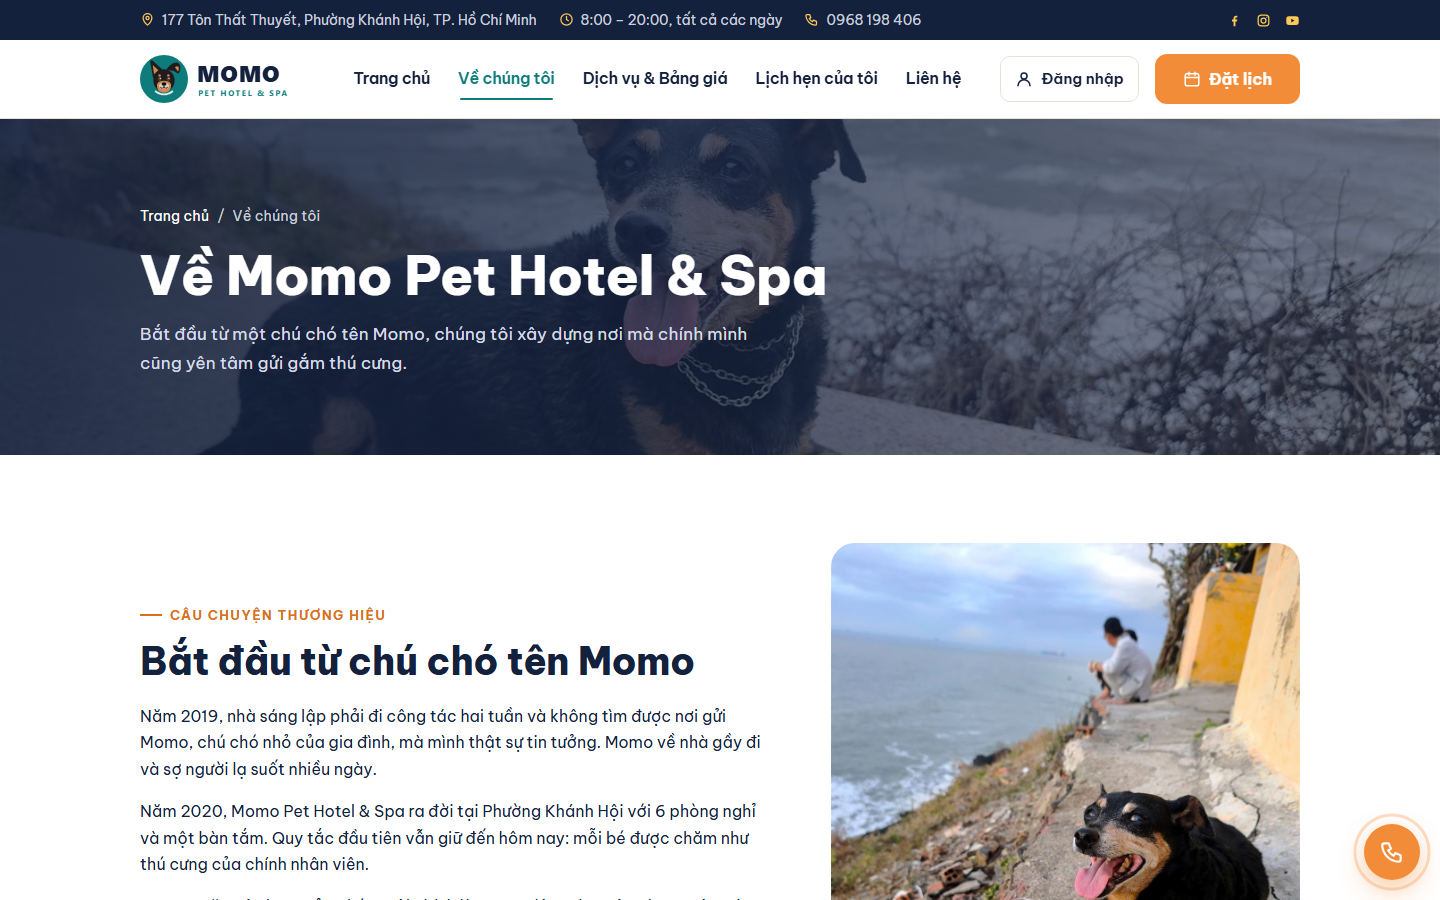 177 Tôn Thất Thuyết, Phường Khánh Hội, TP. Hồ Chí Minh
8:00 – 20:00, tất cả các ngày
0968 198 406
MOMO
PET HOTEL & SPA
Trang chủ
Về chúng tôi
Dịch vụ & Bảng giá
Lịch hẹn của tôi
Liên hệ
Đăng nhập
Đặt lịch
Trang chủ / Về chúng tôi
Về Momo Pet Hotel & Spa
Bắt đầu từ một chú chó tên Momo, chúng tôi xây dựng nơi mà chính mình
cũng yên tâm gửi gắm thú cưng.
CÂU CHUYỆN THƯƠNG HIỆU
Bắt đầu từ chú chó tên Momo
Năm 2019, nhà sáng lập phải đi công tác hai tuần và không tìm được nơi gửi
Momo, chú chó nhỏ của gia đình, mà mình thật sự tin tưởng. Momo về nhà gầy đi
và sợ người lạ suốt nhiều ngày.
Năm 2020, Momo Pet Hotel & Spa ra đời tại Phường Khánh Hội với 6 phòng nghỉ
và một bàn tắm. Quy tắc đầu tiên vẫn giữ đến hôm nay: mỗi bé được chăm như
thú cưng của chính nhân viên.